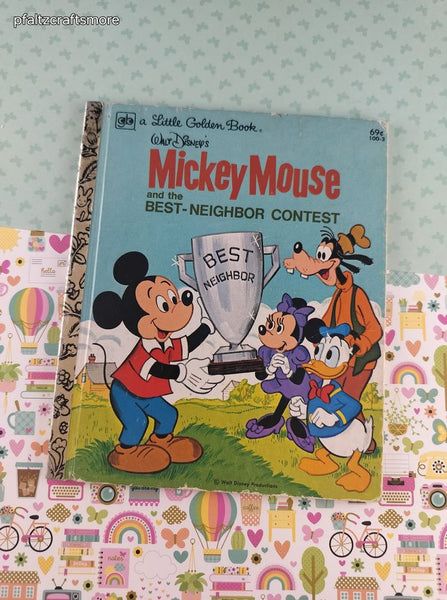 pfaltzcraftsmore
a Little Golden Book®
69¢
100-3
Walt Disney's
Mickey Mouse
and the
BEST-NEIGHBOR CONTEST
BEST
NEIGHBOR
© Walt Disney Productions
hello